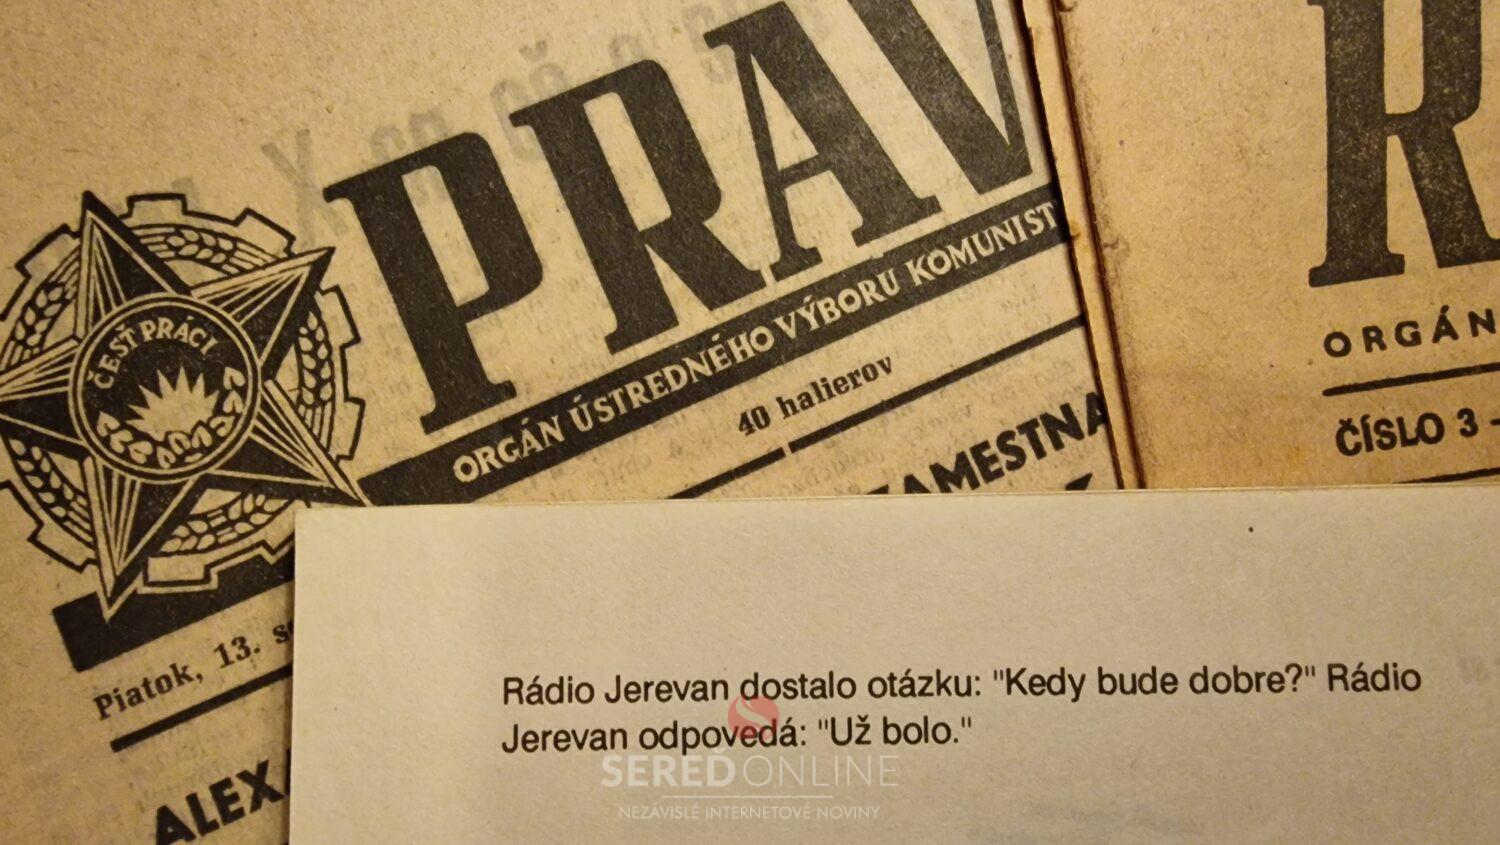 PRAV
ORGÁN ÚSTREDNÉHO VÝBORU KOMUNIST
40 halierov
ČESŤ PRÁCI
Piatok, 13.
ALEX
ORGÁN
ČÍSLO 3 -
Rádio Jerevan dostalo otázku: "Kedy bude dobre?" Rádio
Jerevan odpovedá: "Už bolo."
SEREĎONLINE
NEZÁVISLÉ INTERNETOVÉ NOVINY